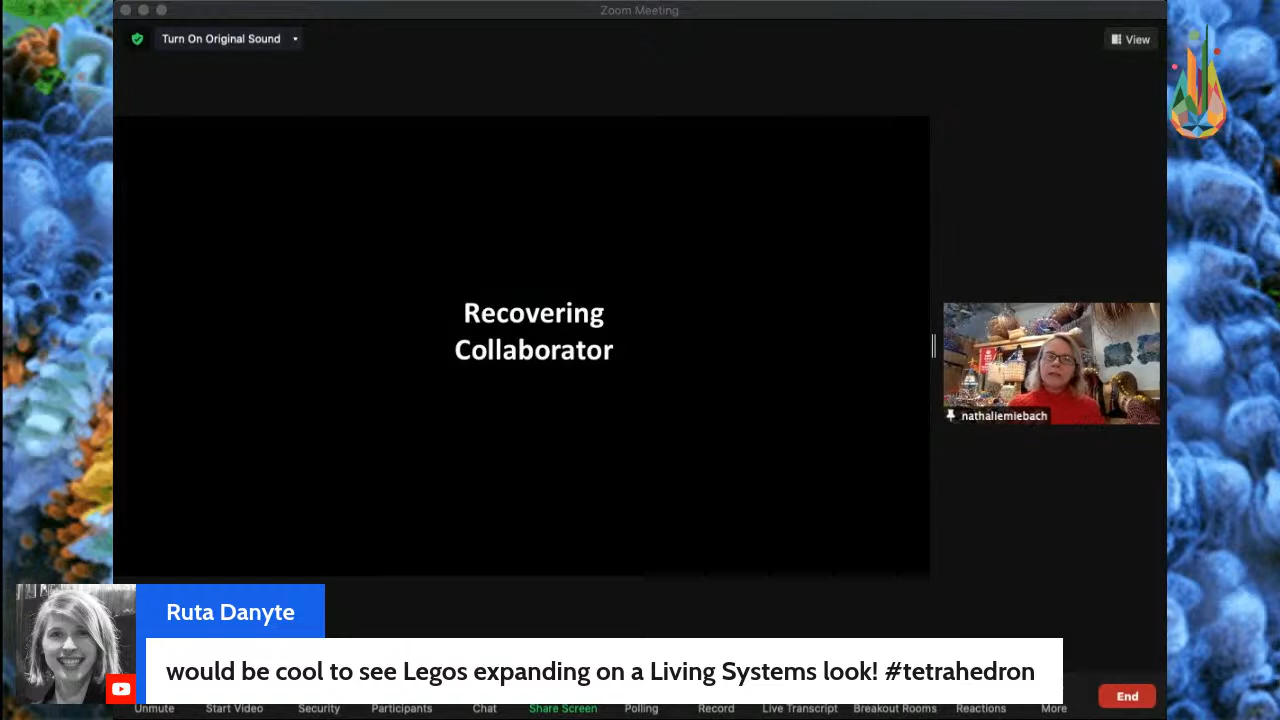 Zoom Meeting
Turn On Original Sound
View
Recovering
Collaborator
nathaliemiebach
Ruta Danyte
would be cool to see Legos expanding on a Living Systems look! #tetrahedron
End
Unmute Start Video Security Participants Chat Share Screen Polling Record Live Transcript Breakout Rooms Reactions More